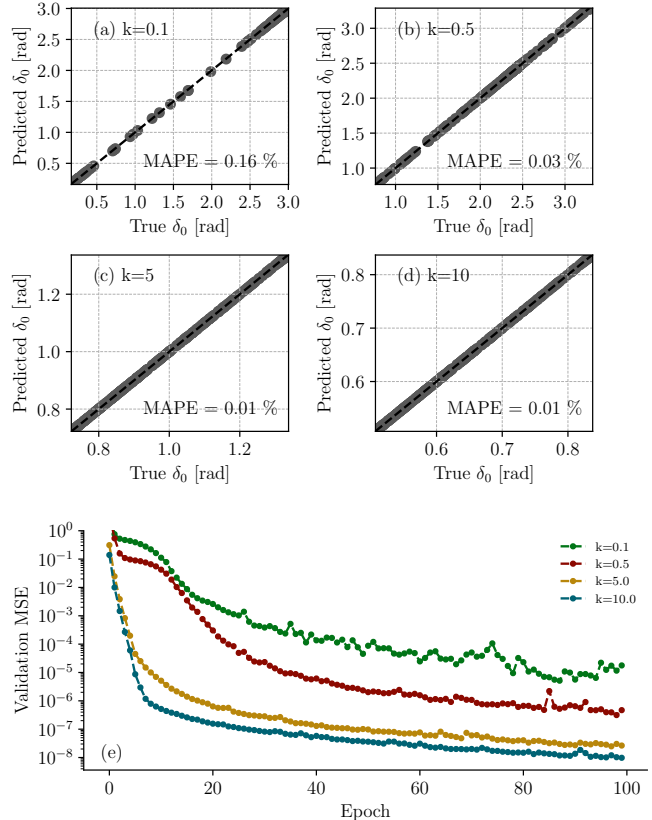 (a) k=0.1
MAPE = 0.16 %
Predicted δ₀ [rad]
3.0
2.5
2.0
1.5
1.0
0.5
0.5 1.0 1.5 2.0 2.5 3.0
True δ₀ [rad]
(b) k=0.5
MAPE = 0.03 %
Predicted δ₀ [rad]
3.0
2.5
2.0
1.5
1.0
1.0 1.5 2.0 2.5 3.0
True δ₀ [rad]
(c) k=5
MAPE = 0.01 %
Predicted δ₀ [rad]
1.2
1.0
0.8
0.8 1.0 1.2
True δ₀ [rad]
(d) k=10
MAPE = 0.01 %
Predicted δ₀ [rad]
0.8
0.7
0.6
0.6 0.7 0.8
True δ₀ [rad]
Validation MSE
10⁰
10⁻¹
10⁻²
10⁻³
10⁻⁴
10⁻⁵
10⁻⁶
10⁻⁷
10⁻⁸
k=0.1
k=0.5
k=5.0
k=10.0
(e)
0 20 40 60 80 100
Epoch